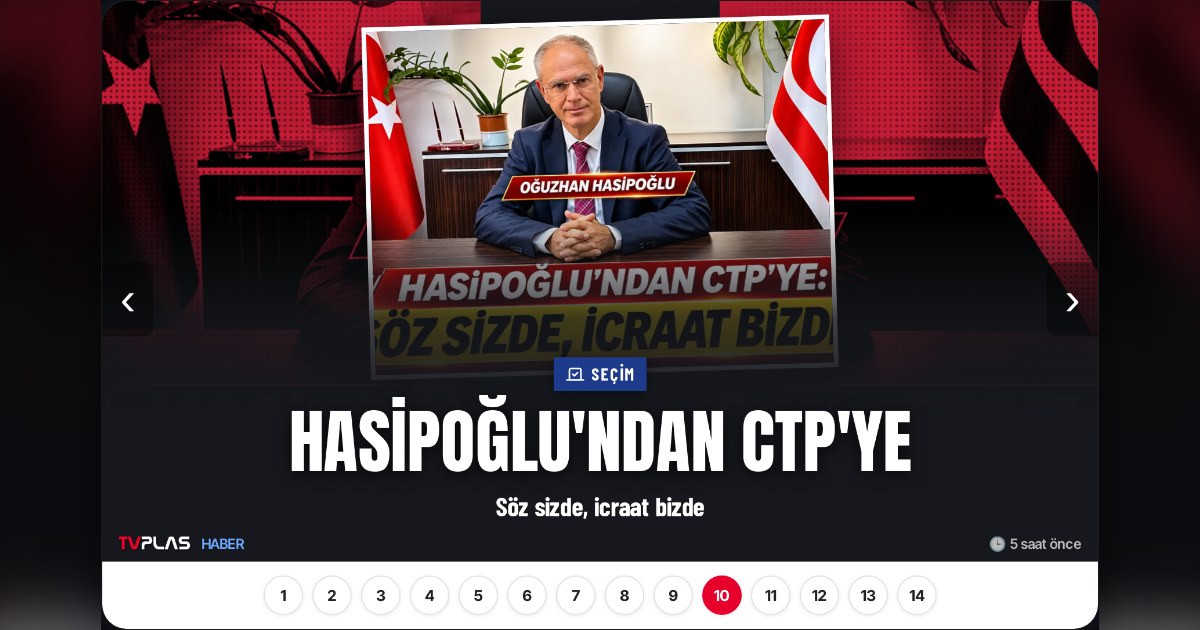 OĞUZHAN HASİPOĞLU
HASİPOĞLU'NDAN CTP'YE:
SÖZ SİZDE, İCRAAT BİZD
‹
›
SEÇİM
HASİPOĞLU'NDAN CTP'YE
Söz sizde, icraat bizde
TVPLAS HABER
5 saat önce
1 2 3 4 5 6 7 8 9 10 11 12 13 14